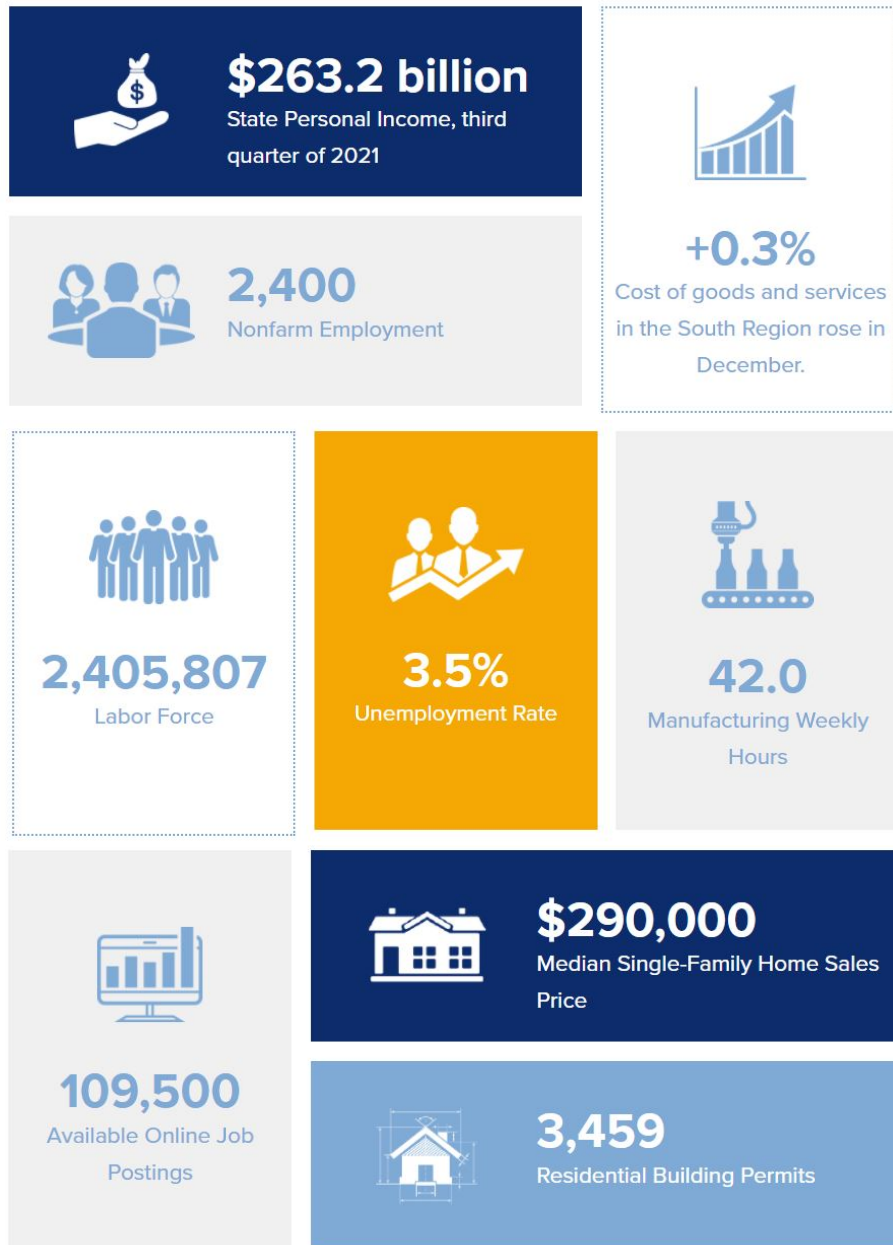 $
$263.2 billion
State Personal Income, third
quarter of 2021
+0.3%
Cost of goods and services
in the South Region rose in
December.
2,400
Nonfarm Employment
2,405,807
Labor Force
3.5%
Unemployment Rate
42.0
Manufacturing Weekly
Hours
109,500
Available Online Job
Postings
$290,000
Median Single-Family Home Sales
Price
3,459
Residential Building Permits